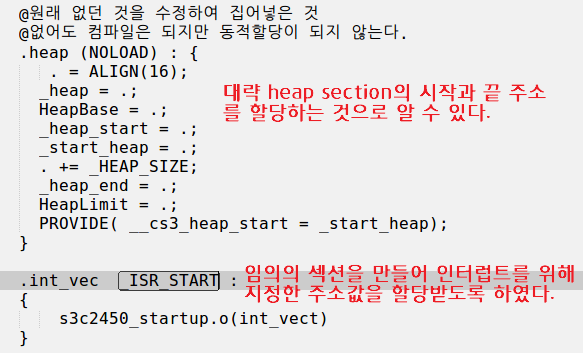 @원래 없던 것을 수정하여 집어넣은 것
@없어도 컴파일은 되지만 동적할당이 되지 않는다.
.heap (NOLOAD) : {
. = ALIGN(16);
_heap = .;
HeapBase = .;
_heap_start = .;
_start_heap = .;
. += _HEAP_SIZE;
_heap_end = .;
HeapLimit = .;
PROVIDE( __cs3_heap_start = _start_heap);
}
대략 heap section의 시작과 끝 주소
를 할당하는 것으로 알 수 있다.
.int_vec _ISR_START :
{
s3c2450_startup.o(int_vect)
}
임의의 섹션을 만들어 인터럽트를 위해
지정한 주소값을 할당받도록 하였다.